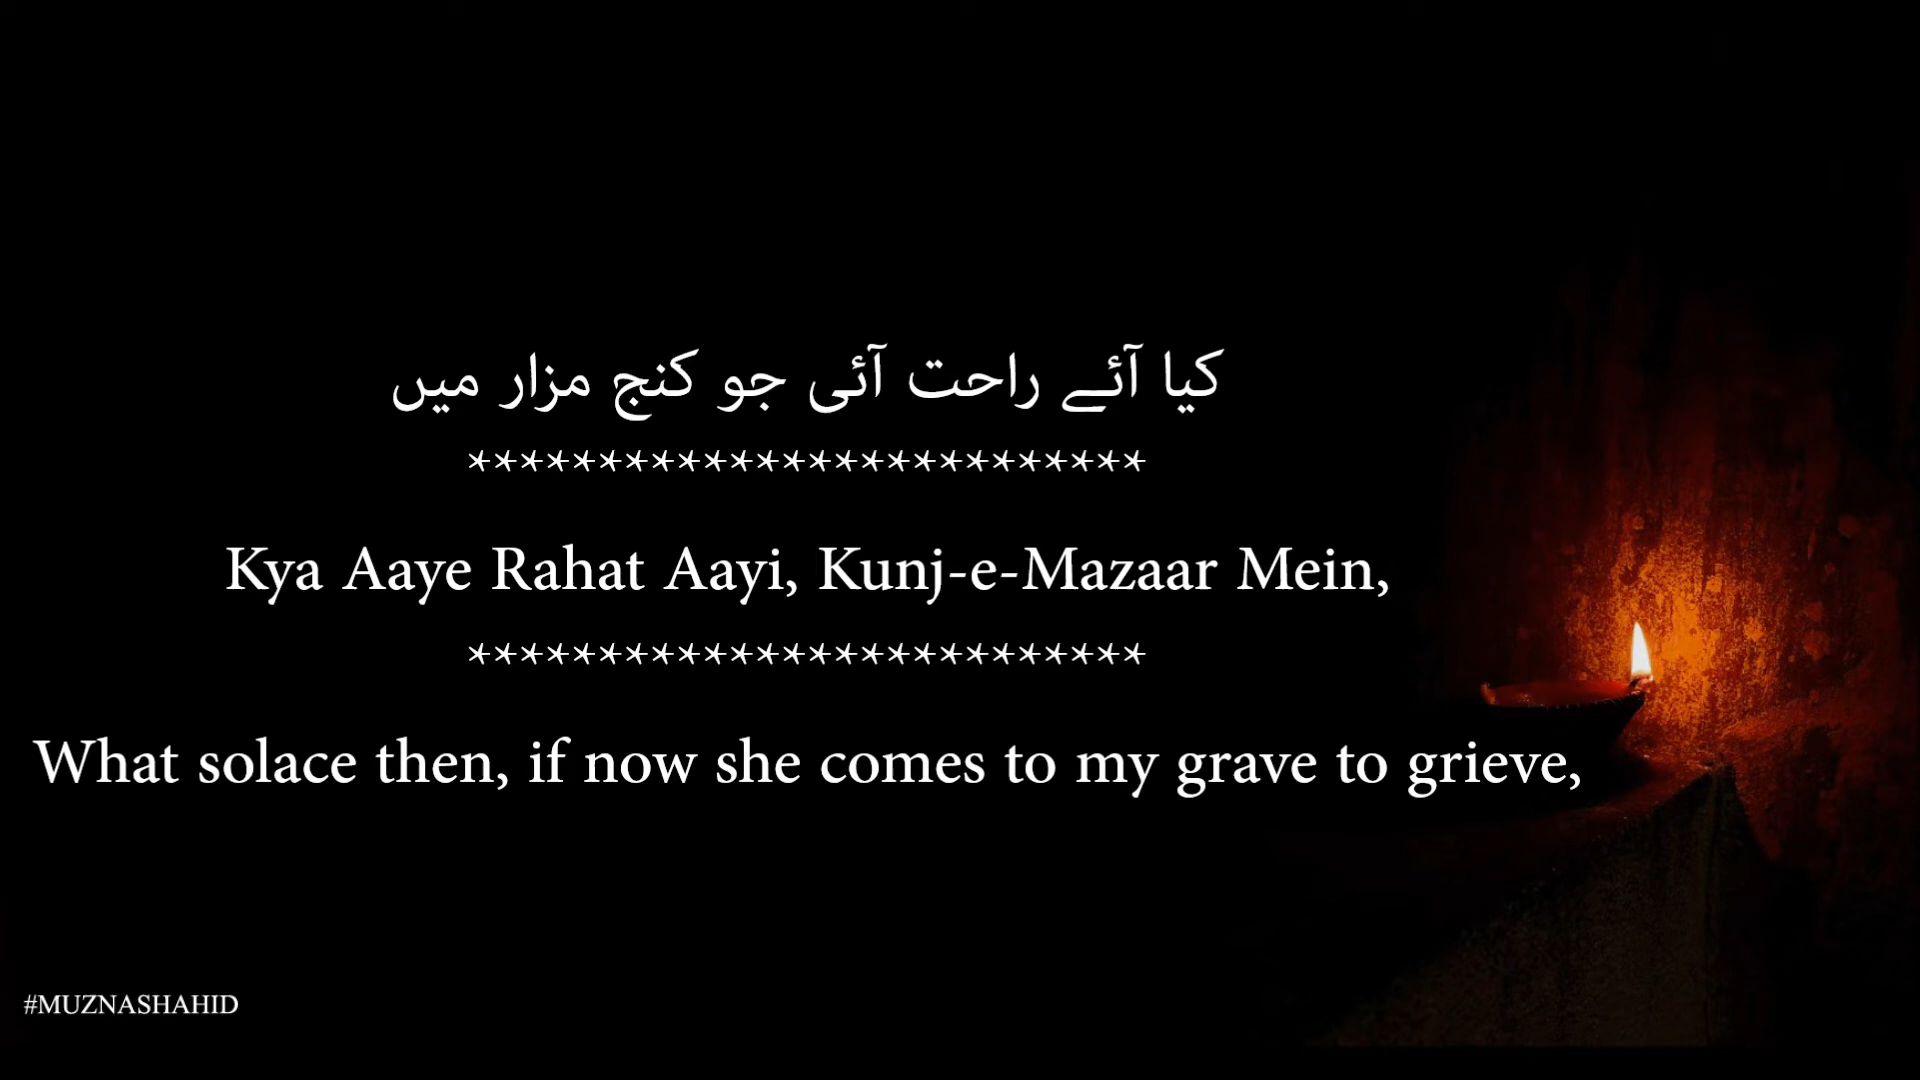 کیا آئے راحت آئی جو کنج مزار میں
**************************
Kya Aaye Rahat Aayi, Kunj-e-Mazaar Mein,
**************************
What solace then, if now she comes to my grave to grieve,
#MUZNASHAHID